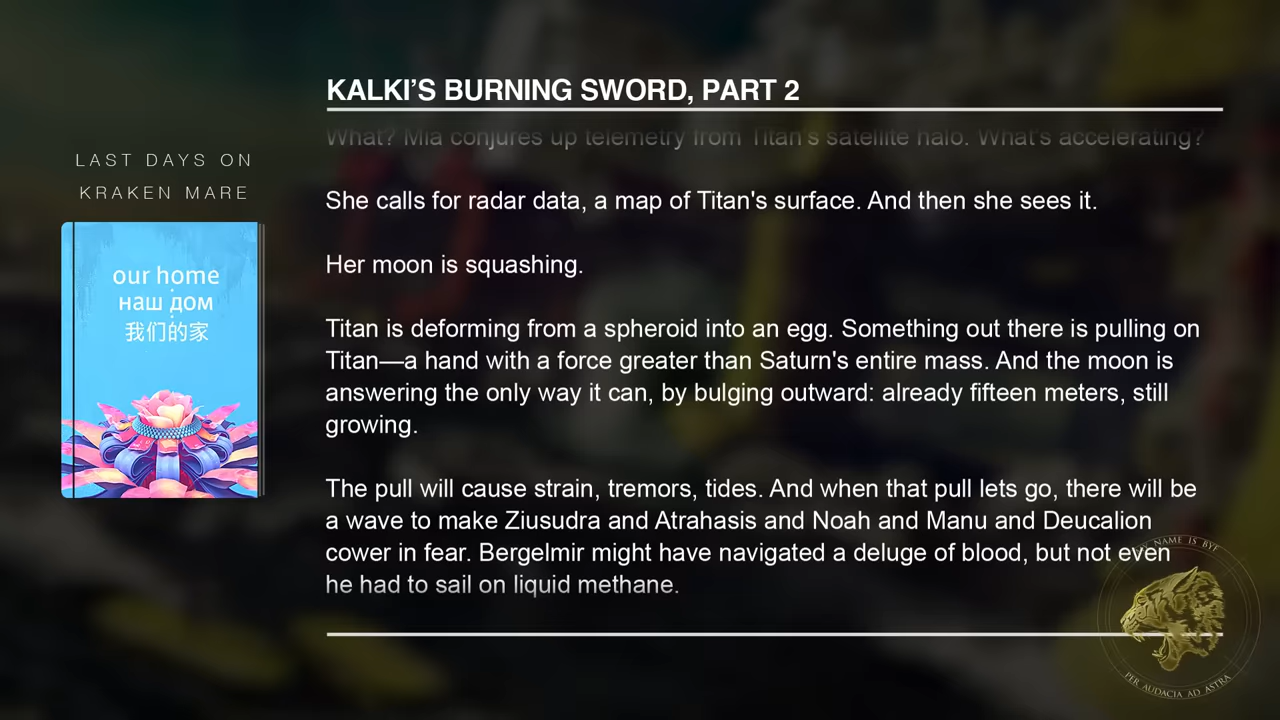 KALKI’S BURNING SWORD, PART 2
LAST DAYS ON
KRAKEN MARE
our home
наш дом
我们的家
What? Mia conjures up telemetry from Titan's satellite halo. What's accelerating?
She calls for radar data, a map of Titan's surface. And then she sees it.
Her moon is squashing.
Titan is deforming from a spheroid into an egg. Something out there is pulling on
Titan—a hand with a force greater than Saturn's entire mass. And the moon is
answering the only way it can, by bulging outward: already fifteen meters, still
growing.
The pull will cause strain, tremors, tides. And when that pull lets go, there will be
a wave to make Ziusudra and Atrahasis and Noah and Manu and Deucalion
cower in fear. Bergelmir might have navigated a deluge of blood, but not even
he had to sail on liquid methane.
MY NAME IS BYF
PER AUDACIA AD ASTRA